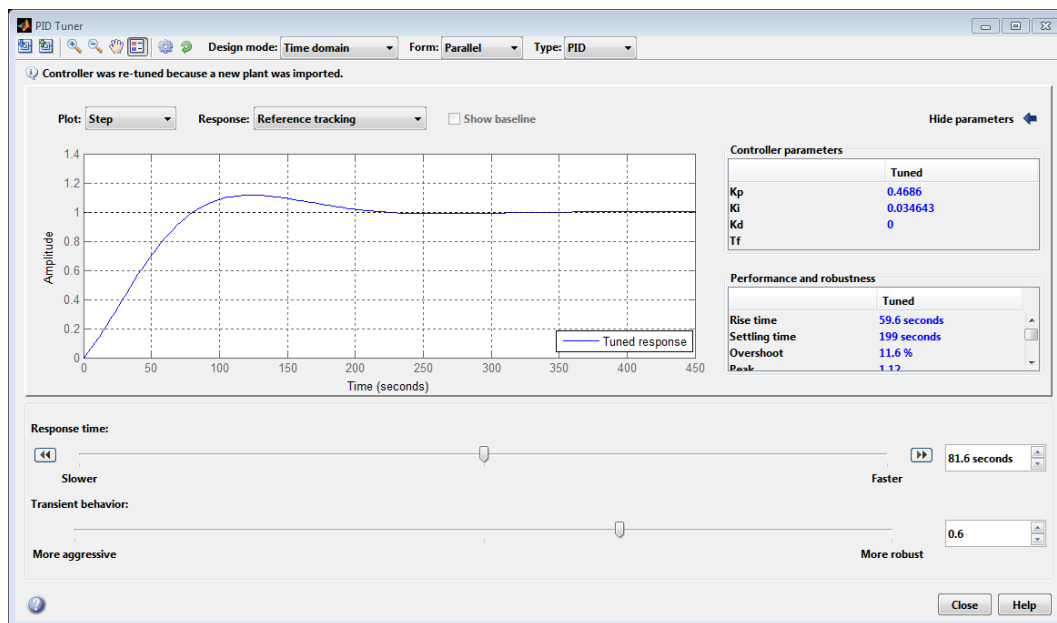 PID Tuner
Design mode: Time domain Form: Parallel Type: PID
Controller was re-tuned because a new plant was imported.
Plot: Step Response: Reference tracking Show baseline Hide parameters
1.4
1.2
1
0.8
0.6
0.4
0.2
0
Amplitude
0 50 100 150 200 250 300 350 400 450
Time (seconds)
Tuned response
Controller parameters
Tuned
Kp 0.4686
Ki 0.034643
Kd 0
Tf
Performance and robustness
Tuned
Rise time 59.6 seconds
Settling time 199 seconds
Overshoot 11.6 %
Peak 1.12
Response time:
81.6 seconds
Slower Faster
Transient behavior:
0.6
More aggressive More robust
Close Help